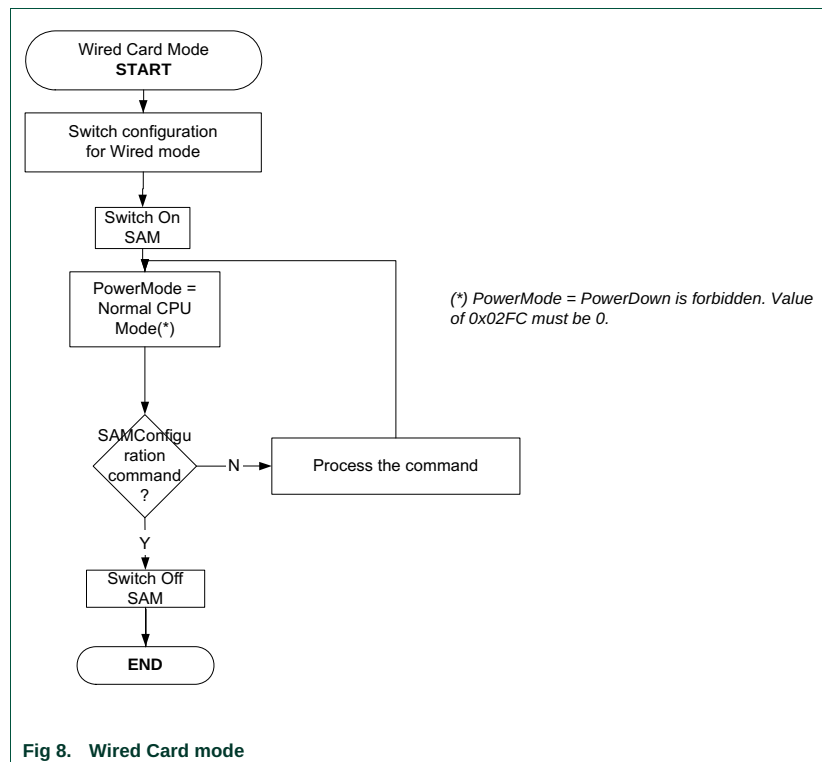 Wired Card Mode
START
Switch configuration
for Wired mode
Switch On
SAM
PowerMode =
Normal CPU
Mode(*)
(*) PowerMode = PowerDown is forbidden. Value
of 0x02FC must be 0.
SAMConfigu
ration
command
?
N
Process the command
Y
Switch Off
SAM
END
Fig 8. Wired Card mode